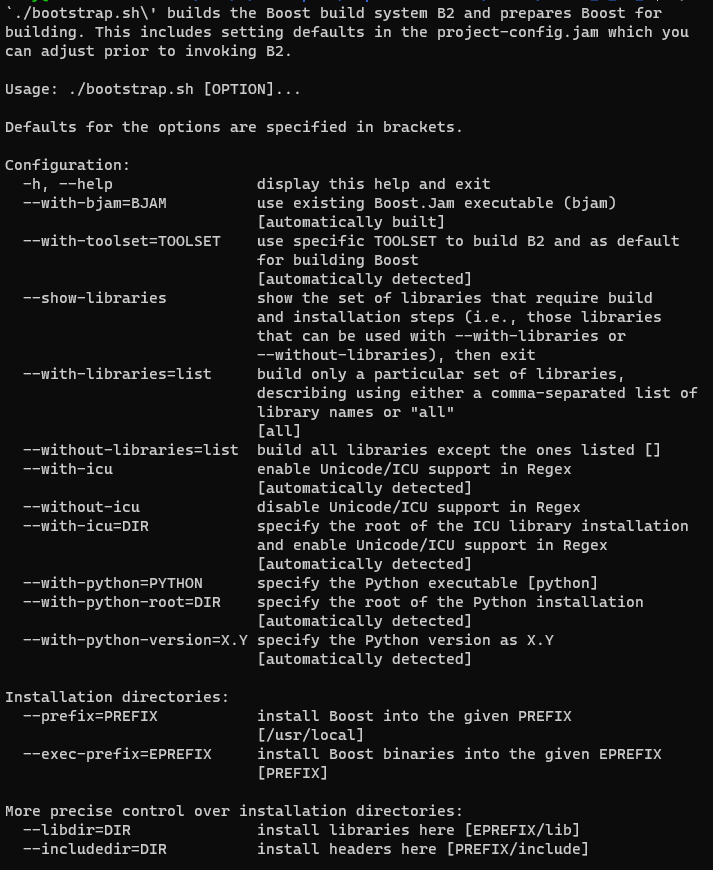 `./bootstrap.sh\' builds the Boost build system B2 and prepares Boost for
building. This includes setting defaults in the project-config.jam which you
can adjust prior to invoking B2.

Usage: ./bootstrap.sh [OPTION]...

Defaults for the options are specified in brackets.

Configuration:
  -h, --help                display this help and exit
  --with-bjam=BJAM          use existing Boost.Jam executable (bjam)
                            [automatically built]
  --with-toolset=TOOLSET    use specific TOOLSET to build B2 and as default
                            for building Boost
                            [automatically detected]
  --show-libraries          show the set of libraries that require build
                            and installation steps (i.e., those libraries
                            that can be used with --with-libraries or
                            --without-libraries), then exit
  --with-libraries=list     build only a particular set of libraries,
                            describing using either a comma-separated list of
                            library names or "all"
                            [all]
  --without-libraries=list  build all libraries except the ones listed []
  --with-icu                enable Unicode/ICU support in Regex
                            [automatically detected]
  --without-icu             disable Unicode/ICU support in Regex
  --with-icu=DIR            specify the root of the ICU library installation
                            and enable Unicode/ICU support in Regex
                            [automatically detected]
  --with-python=PYTHON      specify the Python executable [python]
  --with-python-root=DIR    specify the root of the Python installation
                            [automatically detected]
  --with-python-version=X.Y specify the Python version as X.Y
                            [automatically detected]

Installation directories:
  --prefix=PREFIX           install Boost into the given PREFIX
                            [/usr/local]
  --exec-prefix=EPREFIX     install Boost binaries into the given EPREFIX
                            [PREFIX]

More precise control over installation directories:
  --libdir=DIR              install libraries here [EPREFIX/lib]
  --includedir=DIR          install headers here [PREFIX/include]